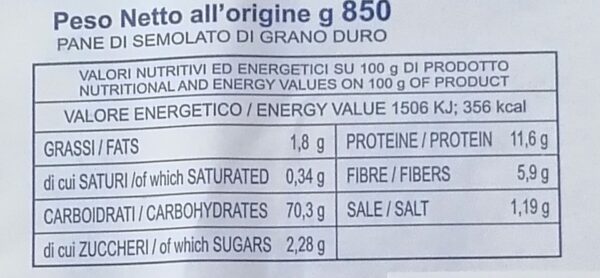 Peso Netto all'origine g 850
PANE DI SEMOLATO DI GRANO DURO
VALORI NUTRITIVI ED ENERGETICI SU 100 g DI PRODOTTO
NUTRITIONAL AND ENERGY VALUES ON 100 g OF PRODUCT
VALORE ENERGETICO / ENERGY VALUE 1506 KJ; 356 kcal
GRASSI / FATS 1,8 g PROTEINE / PROTEIN 11,6 g
di cui SATURI /of which SATURATED 0,34 g FIBRE / FIBERS 5,9 g
CARBOIDRATI / CARBOHYDRATES 70,3 g SALE / SALT 1,19 g
di cui ZUCCHERI / of which SUGARS 2,28 g